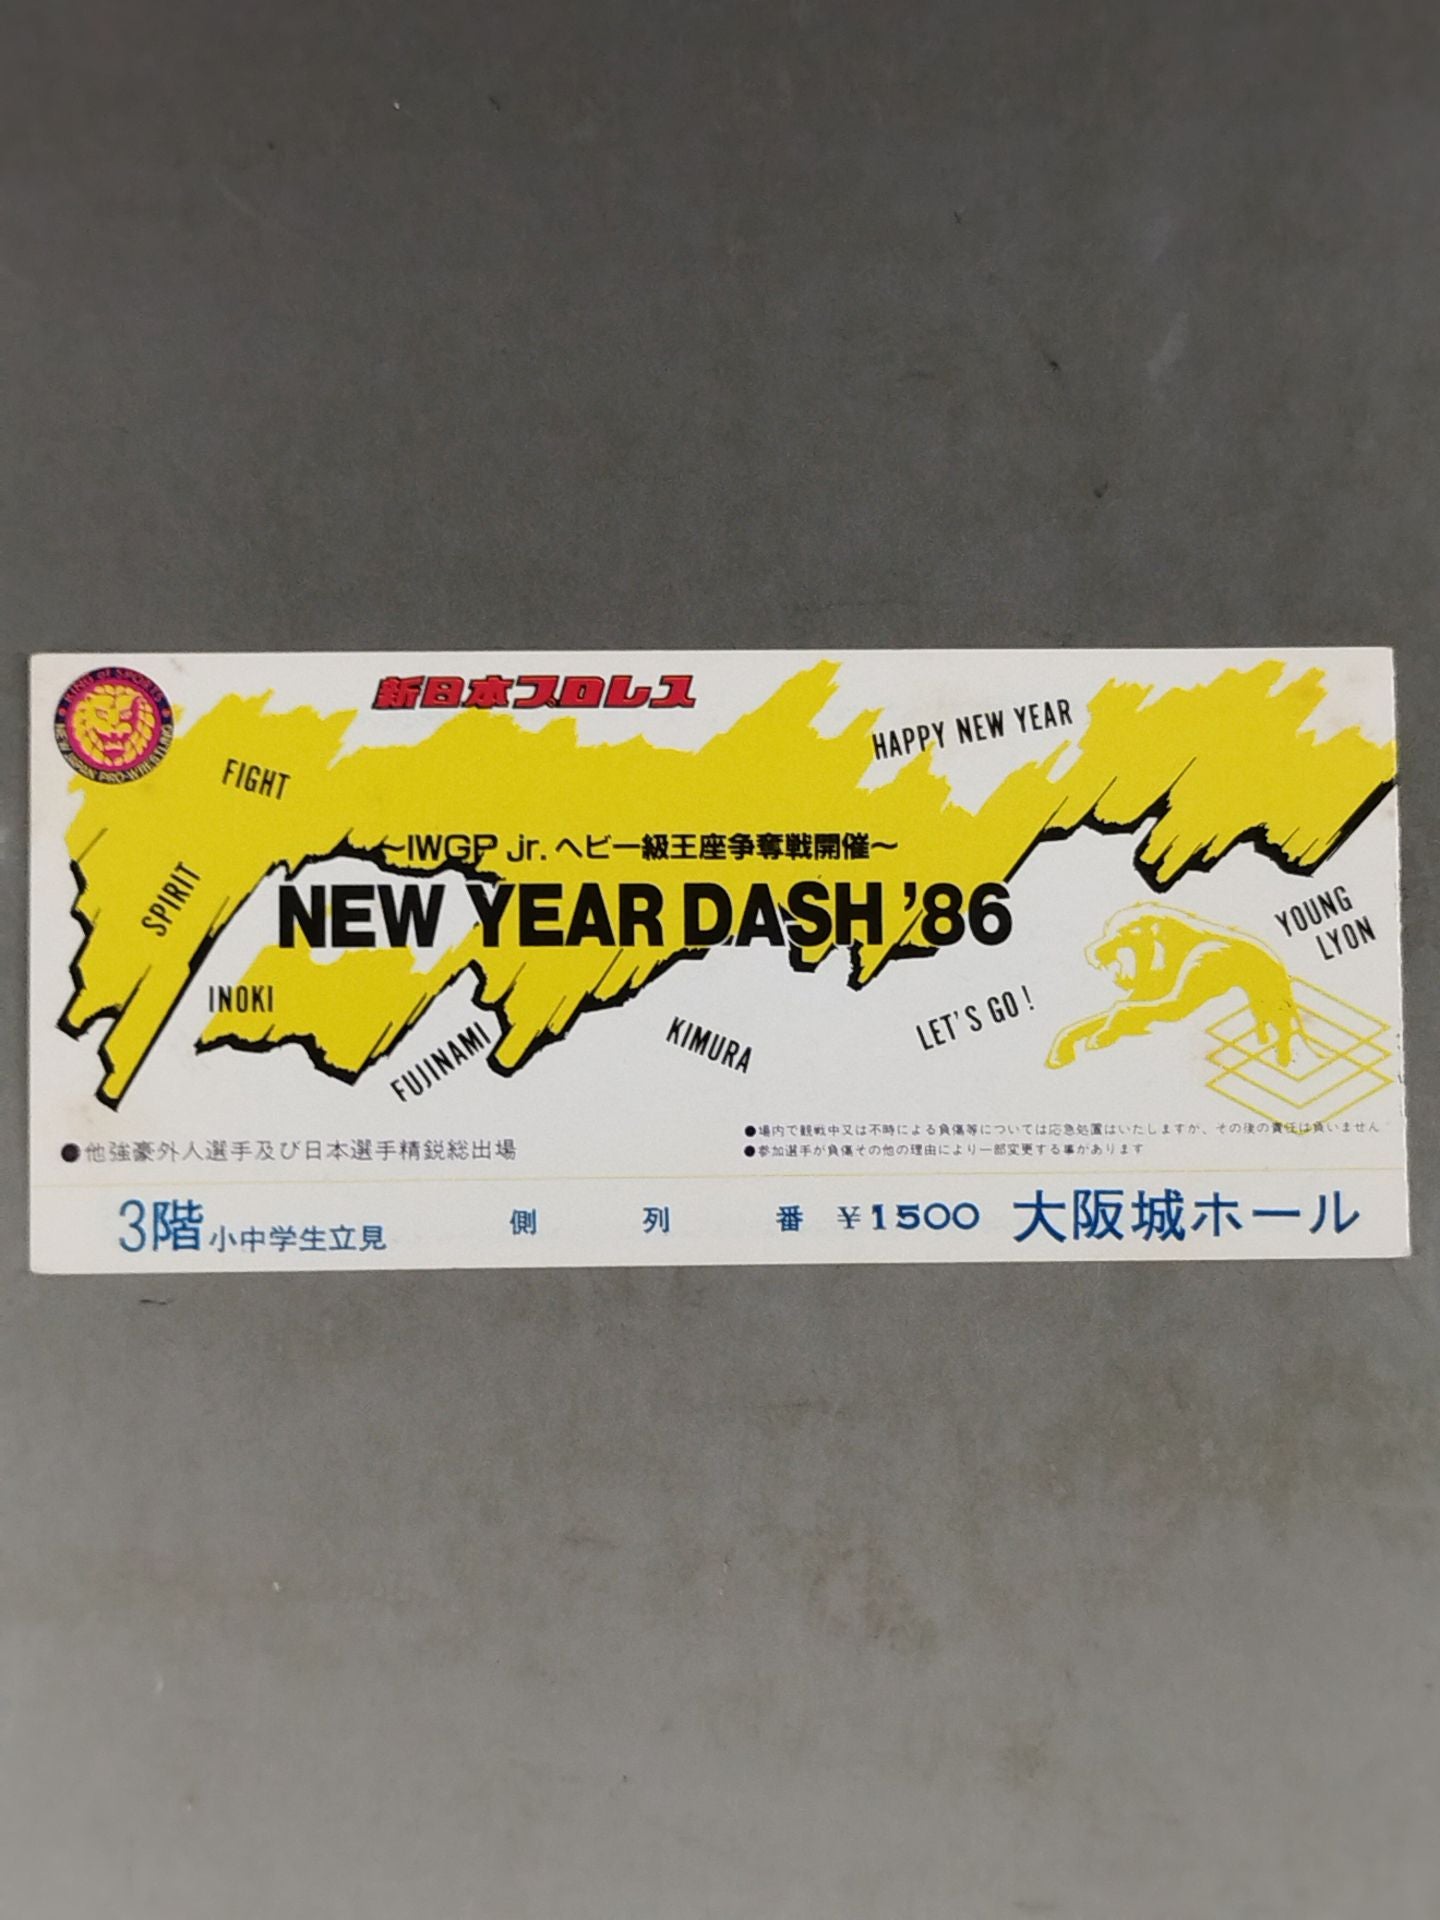 KING of SPORTS
NEW JAPAN PRO-WRESTLING
新日本プロレス
FIGHT
HAPPY NEW YEAR
〜IWGP Jr.ヘビー級王座争奪戦開催〜
SPIRIT
NEW YEAR DASH '86
YOUNG
LYON
INOKI
FUJINAMI
KIMURA
LET'S GO!
●他強豪外人選手及び日本選手精鋭総出場
●場内で観戦中又は不時による負傷等については応急処置はいたしますが、その後の責任は負いません
●参加選手が負傷その他の理由により一部変更する事があります
3階 小中学生立見 側 列 番 ¥1500 大阪城ホール